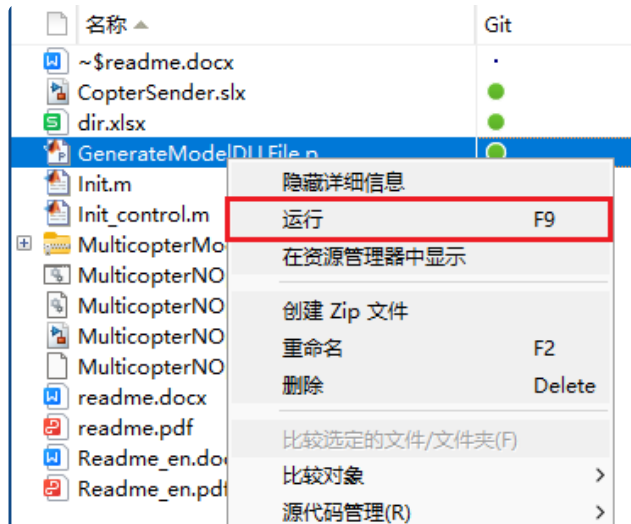 名称 Git
~$readme.docx
CopterSender.slx
dir.xlsx
GenerateModelDLLFile.p
Init.m
Init_control.m
MulticopterMo
MulticopterNO
MulticopterNO
MulticopterNO
MulticopterNO
readme.docx
readme.pdf
Readme_en.do
Readme_en.pdf
隐藏详细信息
运行 F9
在资源管理器中显示
创建 Zip 文件
重命名 F2
删除 Delete
比较选定的文件/文件夹(F)
比较对象 >
源代码管理(R) >